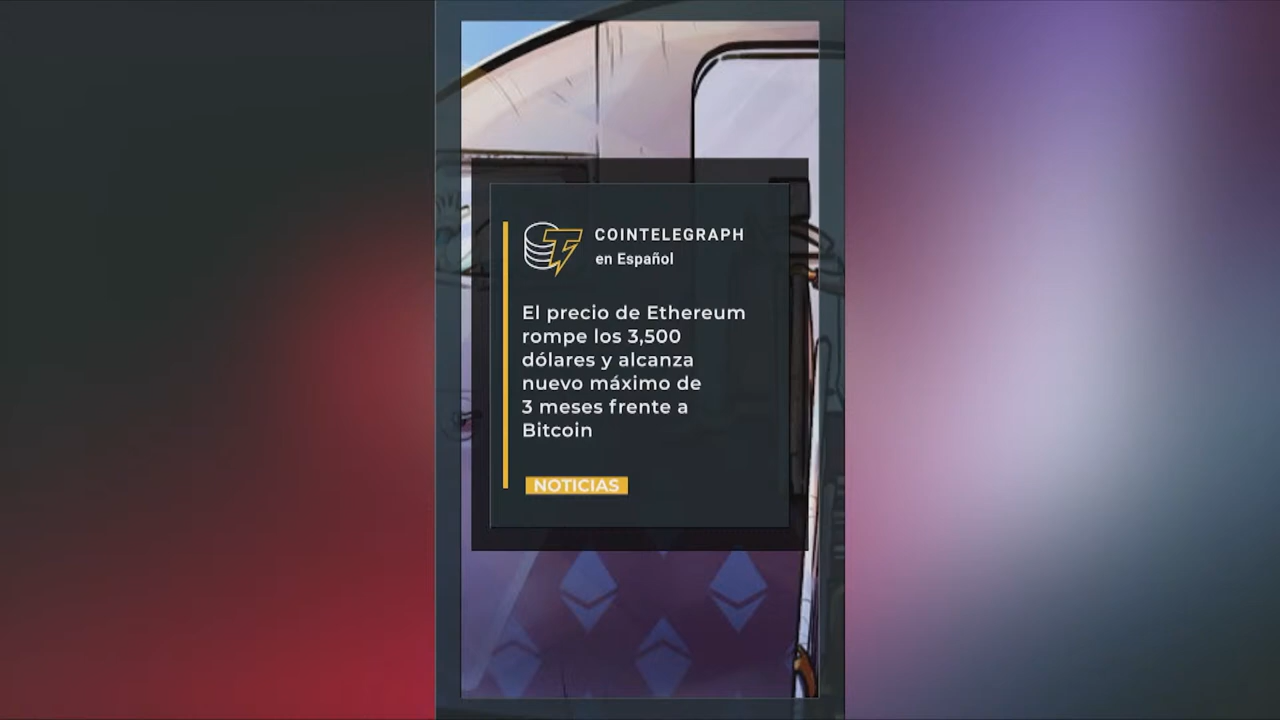 COINTELEGRAPH
en Español
El precio de Ethereum
rompe los 3,500
dólares y alcanza
nuevo máximo de
3 meses frente a
Bitcoin
NOTICIAS